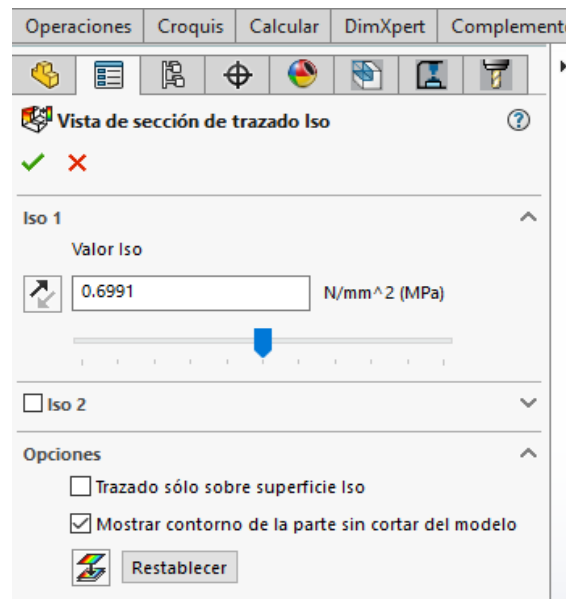 Operaciones Croquis Calcular DimXpert Complement
Vista de sección de trazado Iso
Iso 1
Valor Iso
0.6991 N/mm^2 (MPa)
Iso 2
Opciones
Trazado sólo sobre superficie Iso
Mostrar contorno de la parte sin cortar del modelo
Restablecer